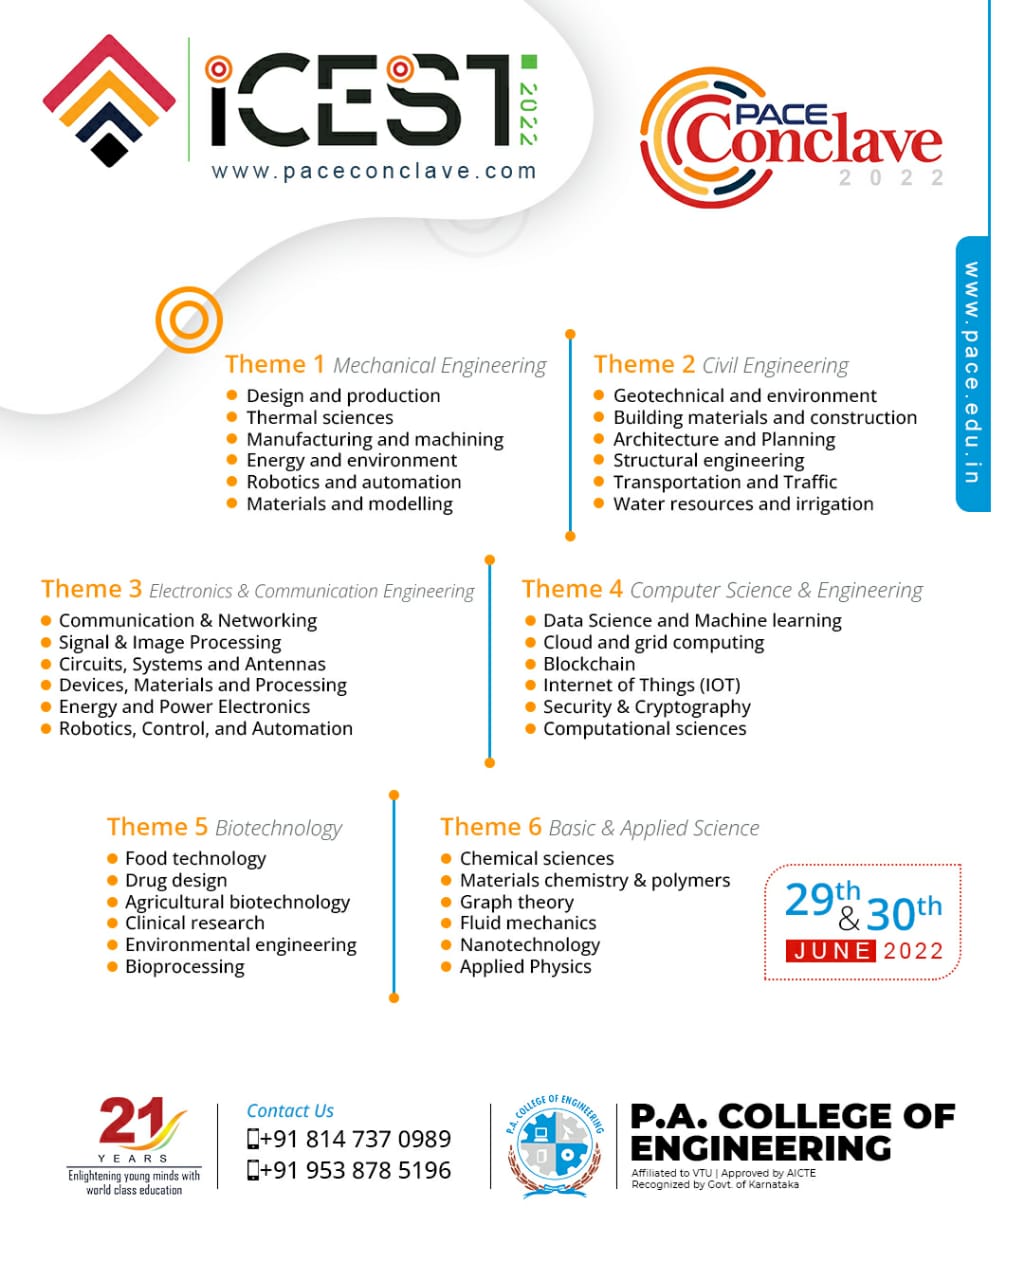 iCEST 2022
www.paceconclave.com
PACE
Conclave
2022
www.pace.edu.in
Theme 1 Mechanical Engineering
Design and production
Thermal sciences
Manufacturing and machining
Energy and environment
Robotics and automation
Materials and modelling
Theme 2 Civil Engineering
Geotechnical and environment
Building materials and construction
Architecture and Planning
Structural engineering
Transportation and Traffic
Water resources and irrigation
Theme 3 Electronics & Communication Engineering
Communication & Networking
Signal & Image Processing
Circuits, Systems and Antennas
Devices, Materials and Processing
Energy and Power Electronics
Robotics, Control, and Automation
Theme 4 Computer Science & Engineering
Data Science and Machine learning
Cloud and grid computing
Blockchain
Internet of Things (IOT)
Security & Cryptography
Computational sciences
Theme 5 Biotechnology
Food technology
Drug design
Agricultural biotechnology
Clinical research
Environmental engineering
Bioprocessing
Theme 6 Basic & Applied Science
Chemical sciences
Materials chemistry & polymers
Graph theory
Fluid mechanics
Nanotechnology
Applied Physics
29th & 30th
JUNE 2022
21
YEARS
Enlightening young minds with
world class education
Contact Us
+91 814 737 0989
+91 953 878 5196
P.A. COLLEGE OF ENGINEERING
P.A. COLLEGE OF
ENGINEERING
Affiliated to VTU | Approved by AICTE
Recognized by Govt. of Karnataka